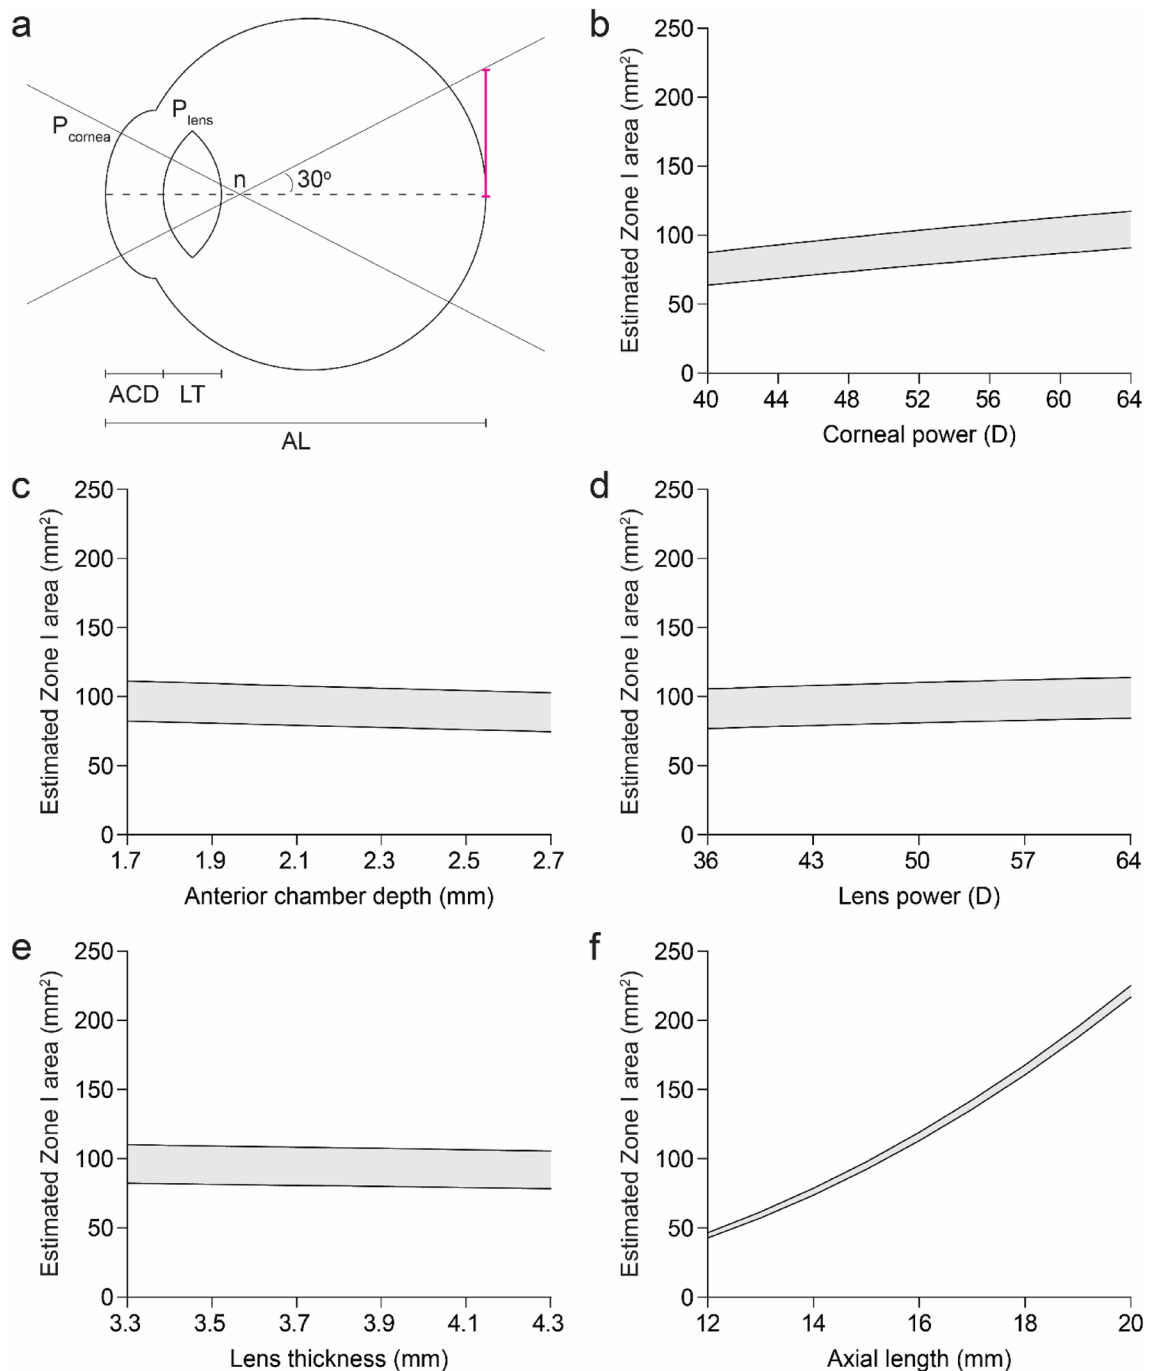 a
P cornea
P lens
n
30°
ACD
LT
AL
b
Estimated Zone I area (mm²)
250
200
150
100
50
0
40 44 48 52 56 60 64
Corneal power (D)
c
Estimated Zone I area (mm²)
250
200
150
100
50
0
1.7 1.9 2.1 2.3 2.5 2.7
Anterior chamber depth (mm)
d
Estimated Zone I area (mm²)
250
200
150
100
50
0
36 43 50 57 64
Lens power (D)
e
Estimated Zone I area (mm²)
250
200
150
100
50
0
3.3 3.5 3.7 3.9 4.1 4.3
Lens thickness (mm)
f
Estimated Zone I area (mm²)
250
200
150
100
50
0
12 14 16 18 20
Axial length (mm)